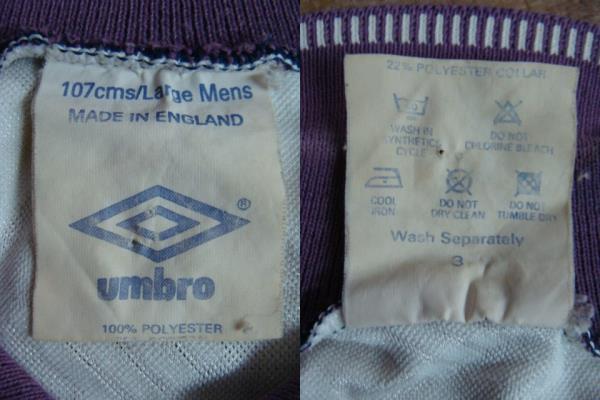 107cms/Large Mens
MADE IN ENGLAND
®
umbro
100% POLYESTER
22% POLYESTER COLLAR
40
WASH IN
SYNTHETICS
CYCLE
DO NOT
CHLORINE BLEACH
COOL
IRON
DO NOT
DRY CLEAN
DO NOT
TUMBLE DRY
Wash Separately
3